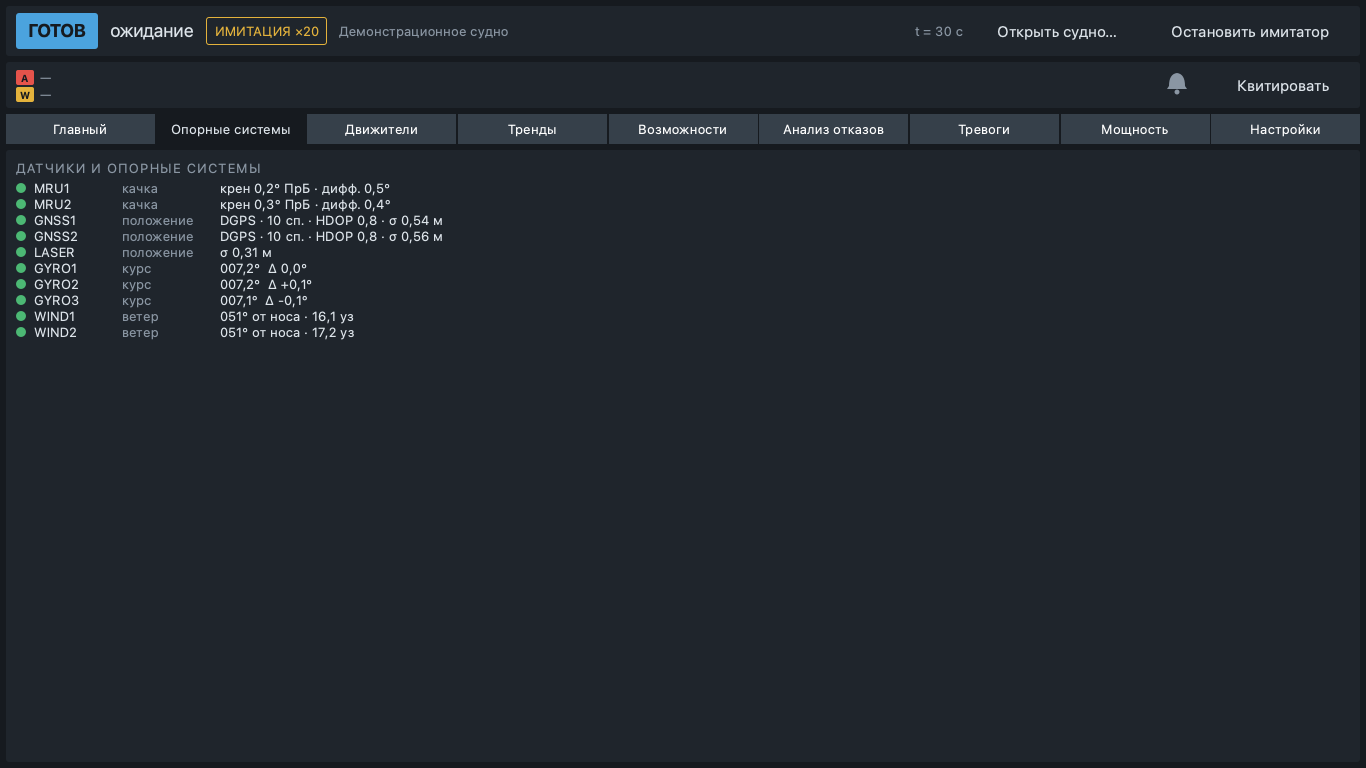 ГОТОВ ожидание ИМИТАЦИЯ ×20 Демонстрационное судно t = 30 с Открыть судно... Остановить имитатор
A —
W — Квитировать
Главный Опорные системы Движители Тренды Возможности Анализ отказов Тревоги Мощность Настройки
ДАТЧИКИ И ОПОРНЫЕ СИСТЕМЫ
MRU1 качка крен 0,2° ПрБ · дифф. 0,5°
MRU2 качка крен 0,3° ПрБ · дифф. 0,4°
GNSS1 положение DGPS · 10 сп. · HDOP 0,8 · σ 0,54 м
GNSS2 положение DGPS · 10 сп. · HDOP 0,8 · σ 0,56 м
LASER положение σ 0,31 м
GYRO1 курс 007,2° Δ 0,0°
GYRO2 курс 007,2° Δ +0,1°
GYRO3 курс 007,1° Δ -0,1°
WIND1 ветер 051° от носа · 16,1 уз
WIND2 ветер 051° от носа · 17,2 уз